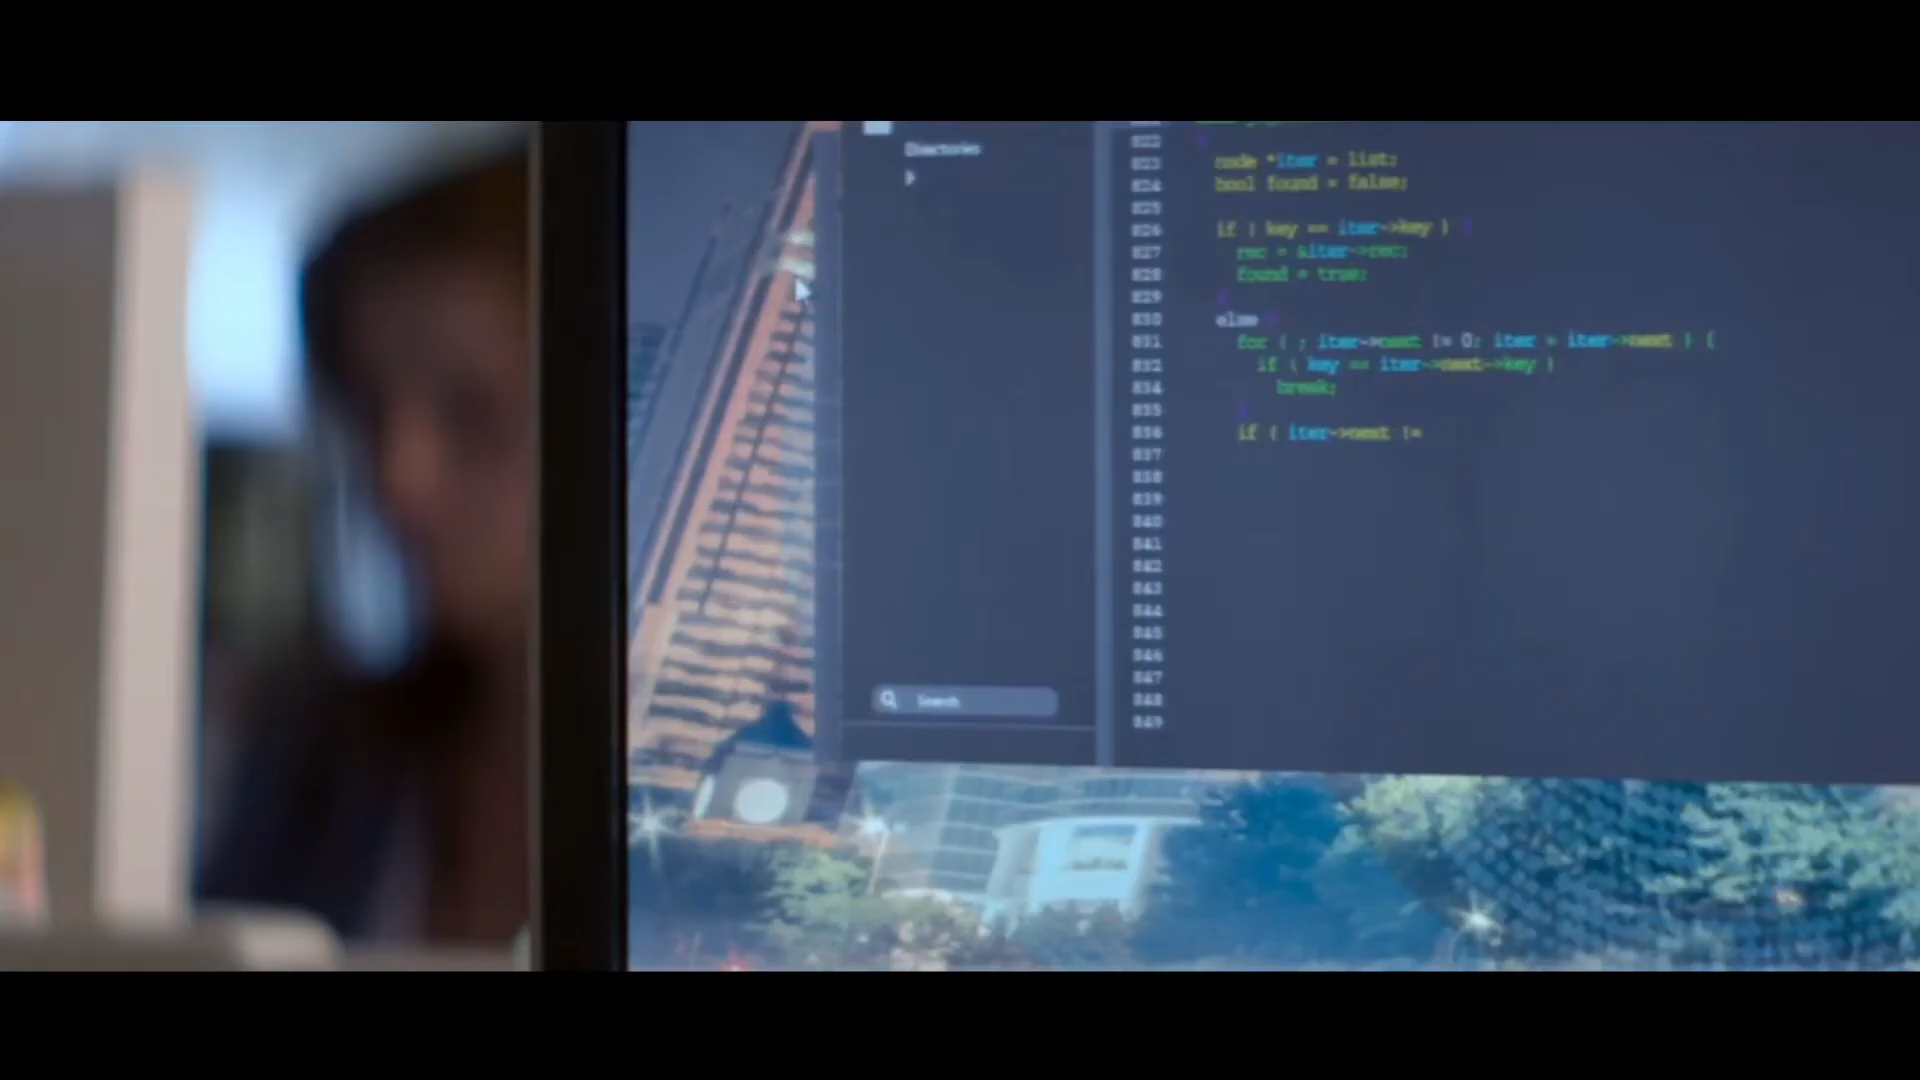 Directories
Search
822
823 node *iter = list;
824 bool found = false;
825
826 if ( key == iter->key ) {
827 rec = &iter->rec;
828 found = true;
829 }
830 else {
831 for ( ; iter->next != 0; iter = iter->next ) {
832 if ( key == iter->next->key )
834 break;
835 }
836 if ( iter->next !=
837
838
839
840
841
842
843
844
845
846
847
848
849